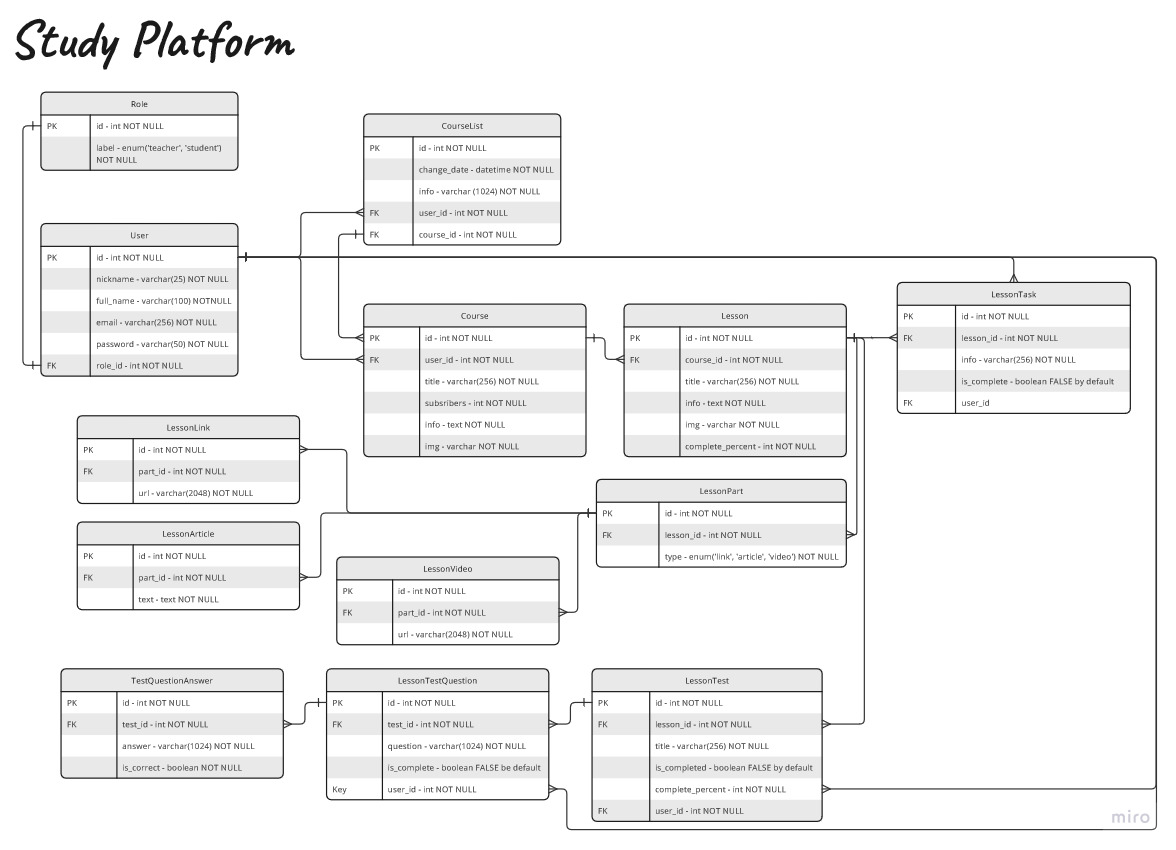 Study Platform
Role
PK id - int NOT NULL
label - enum('teacher', 'student')
NOT NULL
CourseList
PK id - int NOT NULL
change_date - datetime NOT NULL
info - varchar (1024) NOT NULL
FK user_id - int NOT NULL
FK course_id - int NOT NULL
User
PK id - int NOT NULL
nickname - varchar(25) NOT NULL
full_name - varchar(100) NOTNULL
email - varchar(256) NOT NULL
password - varchar(50) NOT NULL
FK role_id - int NOT NULL
LessonTask
PK id - int NOT NULL
FK lesson_id - int NOT NULL
info - varchar(256) NOT NULL
is_complete - boolean FALSE by default
FK user_id
Course
PK id - int NOT NULL
FK user_id - int NOT NULL
title - varchar(256) NOT NULL
subsribers - int NOT NULL
info - text NOT NULL
img - varchar NOT NULL
Lesson
PK id - int NOT NULL
FK course_id - int NOT NULL
title - varchar(256) NOT NULL
info - text NOT NULL
img - varchar NOT NULL
complete_percent - int NOT NULL
LessonLink
PK id - int NOT NULL
FK part_id - int NOT NULL
url - varchar(2048) NOT NULL
LessonPart
PK id - int NOT NULL
FK lesson_id - int NOT NULL
type - enum('link', 'article', 'video') NOT NULL
LessonArticle
PK id - int NOT NULL
FK part_id - int NOT NULL
text - text NOT NULL
LessonVideo
PK id - int NOT NULL
FK part_id - int NOT NULL
url - varchar(2048) NOT NULL
TestQuestionAnswer
PK id - int NOT NULL
FK test_id - int NOT NULL
answer - varchar(1024) NOT NULL
is_correct - boolean NOT NULL
LessonTestQuestion
PK id - int NOT NULL
FK test_id - int NOT NULL
question - varchar(1024) NOT NULL
is_complete - boolean FALSE be default
Key user_id - int NOT NULL
LessonTest
PK id - int NOT NULL
FK lesson_id - int NOT NULL
title - varchar(256) NOT NULL
is_completed - boolean FALSE by default
complete_percent - int NOT NULL
FK user_id - int NOT NULL
miro